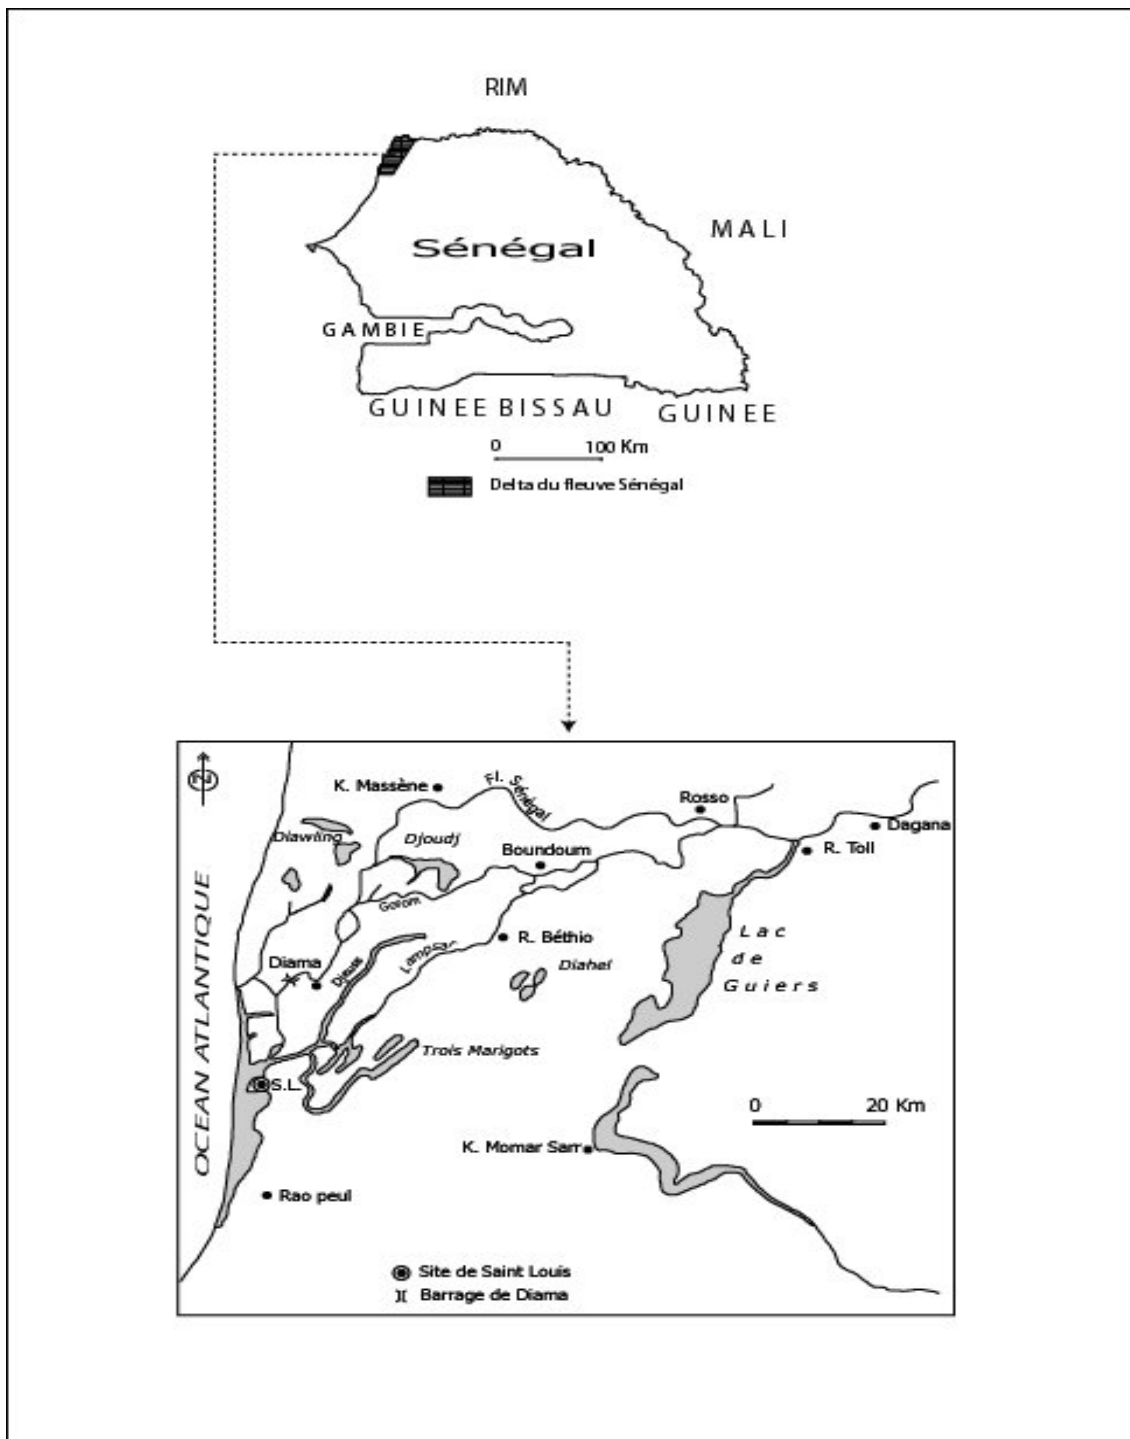 RIM
MALI
Sénégal
GAMBIE
GUINEE BISSAU
GUINEE
0 100 Km
Delta du fleuve Sénégal
N
K. Massène
Fl. Sénégal
Rosso
Dagana
Diawling
Djoudj
Boundoum
R. Toll
Gorom
OCEAN ATLANTIQUE
Lac
de
Guiers
R. Béthio
Lampsar
Diama
Djeuss
Diahel
Trois Marigots
S.L.
0 20 Km
K. Momar Sarr
Rao peul
Site de Saint Louis
Barrage de Diama